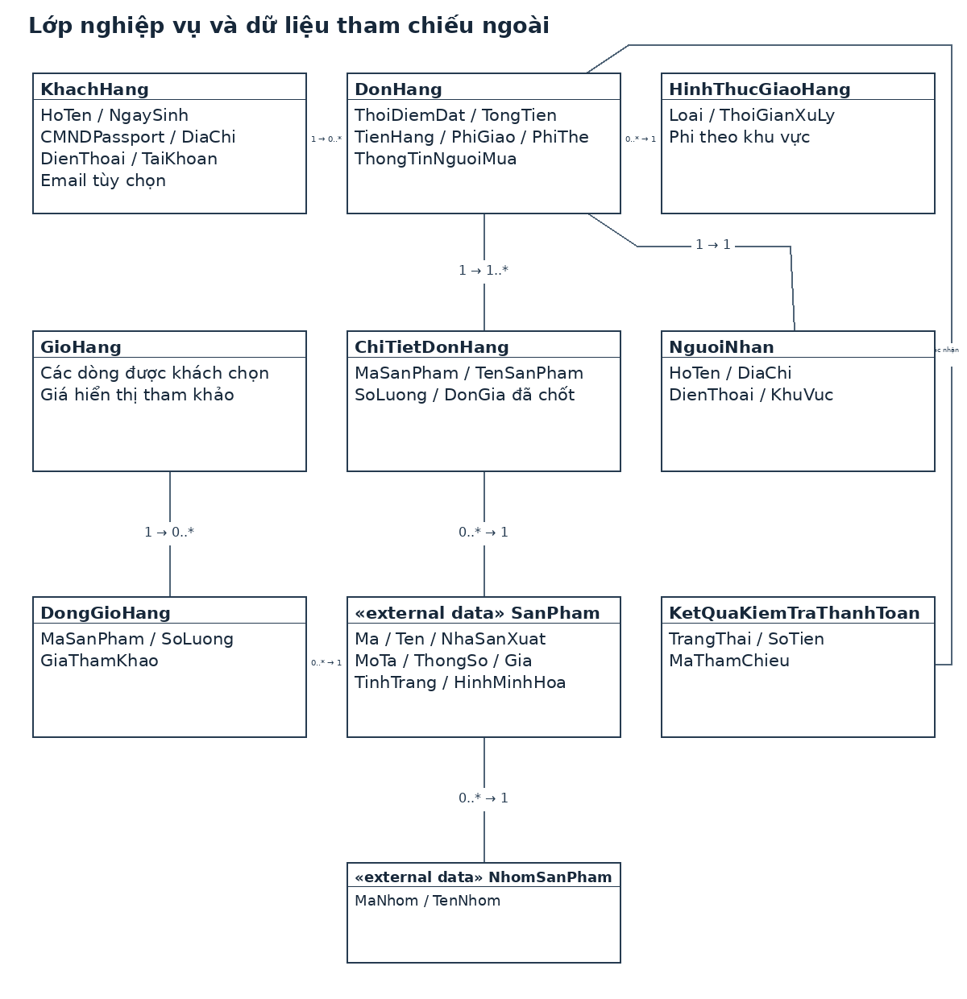 Lớp nghiệp vụ và dữ liệu tham chiếu ngoài
KhachHang
HoTen / NgaySinh
CMNDPassport / DiaChi
DienThoai / TaiKhoan
Email tùy chọn
1 → 0..*
DonHang
ThoiDiemDat / TongTien
TienHang / PhiGiao / PhiThe
ThongTinNguoiMua
0..* → 1
HinhThucGiaoHang
Loai / ThoiGianXuLy
Phi theo khu vực
1 → 1
1 → 1..*
GioHang
Các dòng được khách chọn
Giá hiển thị tham khảo
ChiTietDonHang
MaSanPham / TenSanPham
SoLuong / DonGia đã chốt
NguoiNhan
HoTen / DiaChi
DienThoai / KhuVuc
nhận
1 → 0..*
0..* → 1
DongGioHang
MaSanPham / SoLuong
GiaThamKhao
0..* → 1
«external data» SanPham
Ma / Ten / NhaSanXuat
MoTa / ThongSo / Gia
TinhTrang / HinhMinhHoa
KetQuaKiemTraThanhToan
TrangThai / SoTien
MaThamChieu
0..* → 1
«external data» NhomSanPham
MaNhom / TenNhom